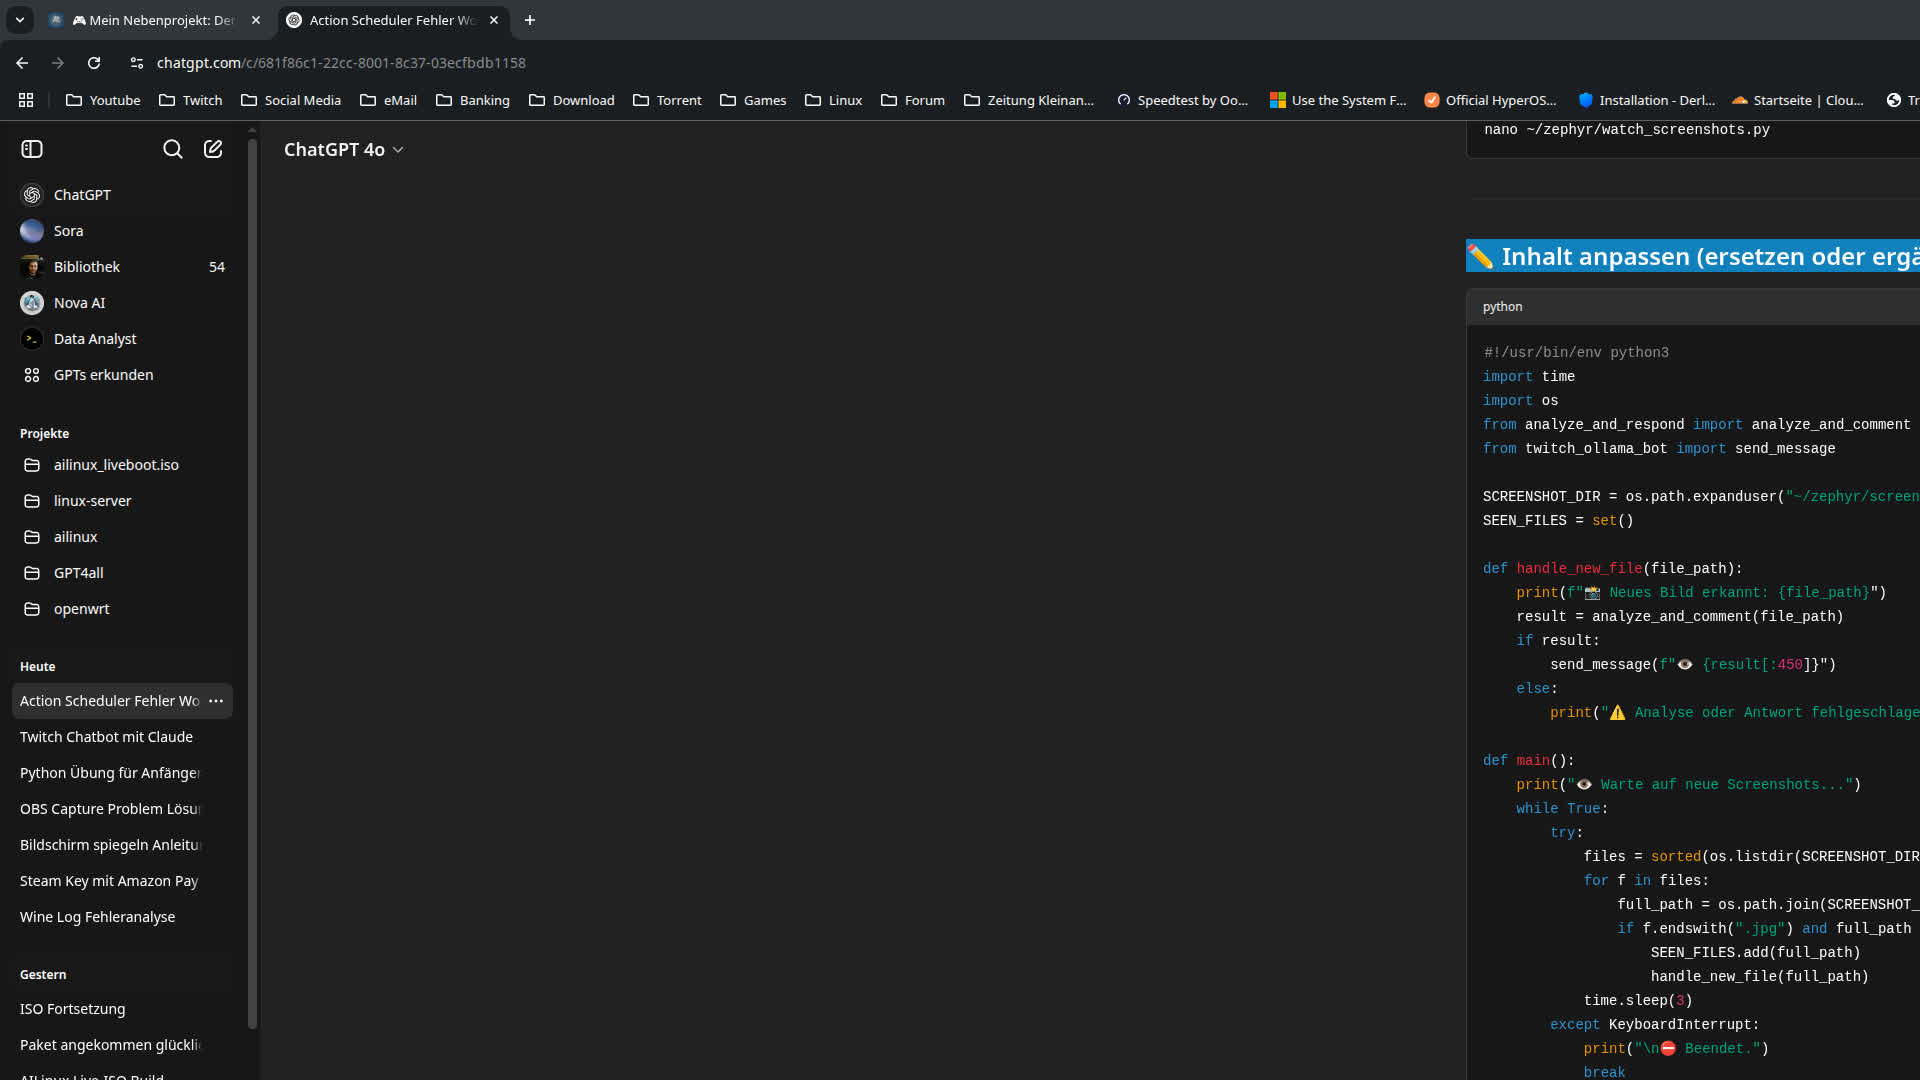 🎮 Mein Nebenprojekt: Der
Action Scheduler Fehler Wo
chatgpt.com/c/681f86c1-22cc-8001-8c37-03ecfbdb1158
Youtube
Twitch
Social Media
eMail
Banking
Download
Torrent
Games
Linux
Forum
Zeitung Kleinan...
Speedtest by Oo...
Use the System F...
Official HyperOS...
Installation - Derl...
Startseite | Clou...
Tr
ChatGPT
Sora
Bibliothek 54
Nova AI
Data Analyst
GPTs erkunden
Projekte
ailinux_liveboot.iso
linux-server
ailinux
GPT4all
openwrt
Heute
Action Scheduler Fehler Wo
Twitch Chatbot mit Claude
Python Übung für Anfänger
OBS Capture Problem Lösu
Bildschirm spiegeln Anleitu
Steam Key mit Amazon Pay
Wine Log Fehleranalyse
Gestern
ISO Fortsetzung
Paket angekommen glückli
AILinux Live ISO Build
ChatGPT 4o
nano ~/zephyr/watch_screenshots.py
✏️ Inhalt anpassen (ersetzen oder ergä
python
#!/usr/bin/env python3
import time
import os
from analyze_and_respond import analyze_and_comment
from twitch_ollama_bot import send_message
SCREENSHOT_DIR = os.path.expanduser("~/zephyr/screen
SEEN_FILES = set()
def handle_new_file(file_path):
    print(f"📸 Neues Bild erkannt: {file_path}")
    result = analyze_and_comment(file_path)
    if result:
        send_message(f"👁️ {result[:450]}")
    else:
        print("⚠️ Analyse oder Antwort fehlgeschlage
def main():
    print("👁️ Warte auf neue Screenshots...")
    while True:
        try:
            files = sorted(os.listdir(SCREENSHOT_DIR
            for f in files:
                full_path = os.path.join(SCREENSHOT_
                if f.endswith(".jpg") and full_path
                    SEEN_FILES.add(full_path)
                    handle_new_file(full_path)
            time.sleep(3)
        except KeyboardInterrupt:
            print("\n⛔ Beendet.")
            break